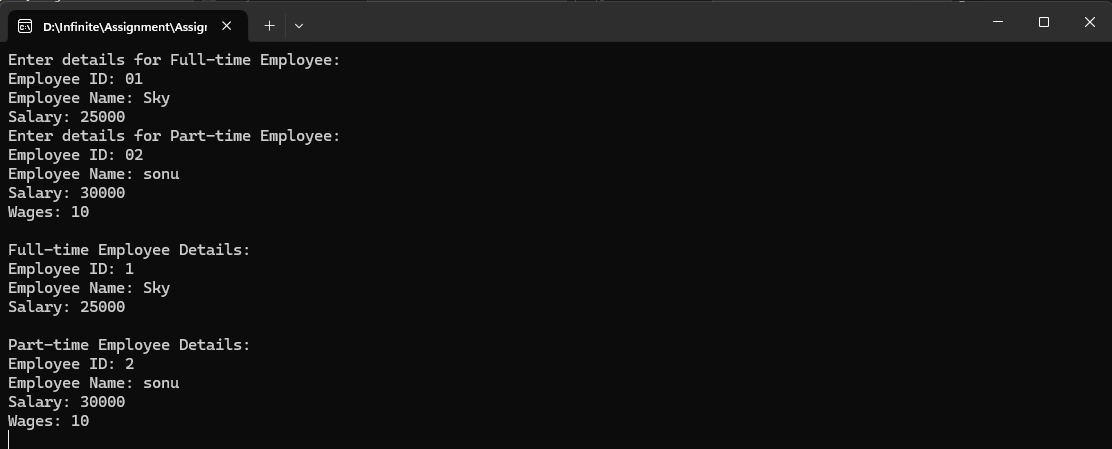 D:\Infinite\Assignment\Assigr
Enter details for Full-time Employee:
Employee ID: 01
Employee Name: Sky
Salary: 25000
Enter details for Part-time Employee:
Employee ID: 02
Employee Name: sonu
Salary: 30000
Wages: 10
Full-time Employee Details:
Employee ID: 1
Employee Name: Sky
Salary: 25000
Part-time Employee Details:
Employee ID: 2
Employee Name: sonu
Salary: 30000
Wages: 10